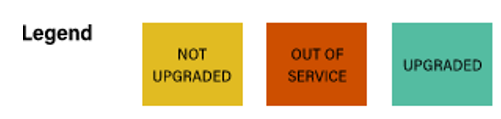 Legend
NOT
UPGRADED
OUT OF
SERVICE
UPGRADED